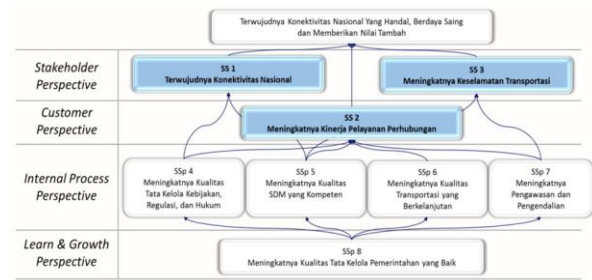 Terwujudnya Konektivitas Nasional Yang Handal, Berdaya Saing
dan Memberikan Nilai Tambah
Stakeholder
Perspective
SS 1
Terwujudnya Konektivitas Nasional
SS 3
Meningkatnya Keselamatan Transportasi
Customer
Perspective
SS 2
Meningkatnya Kinerja Pelayanan Perhubungan
Internal Process
Perspective
SSp 4
Meningkatnya Kualitas
Tata Kelola Kebijakan,
Regulasi, dan Hukum
SSp 5
Meningkatnya Kualitas
SDM yang Kompeten
SSp 6
Meningkatnya Kualitas
Transportasi yang
Berkelanjutan
SSp 7
Meningkatnya
Pengawasan dan
Pengendalian
Learn & Growth
Perspective
SSp 8
Meningkatnya Kualitas Tata Kelola Pemerintahan yang Baik